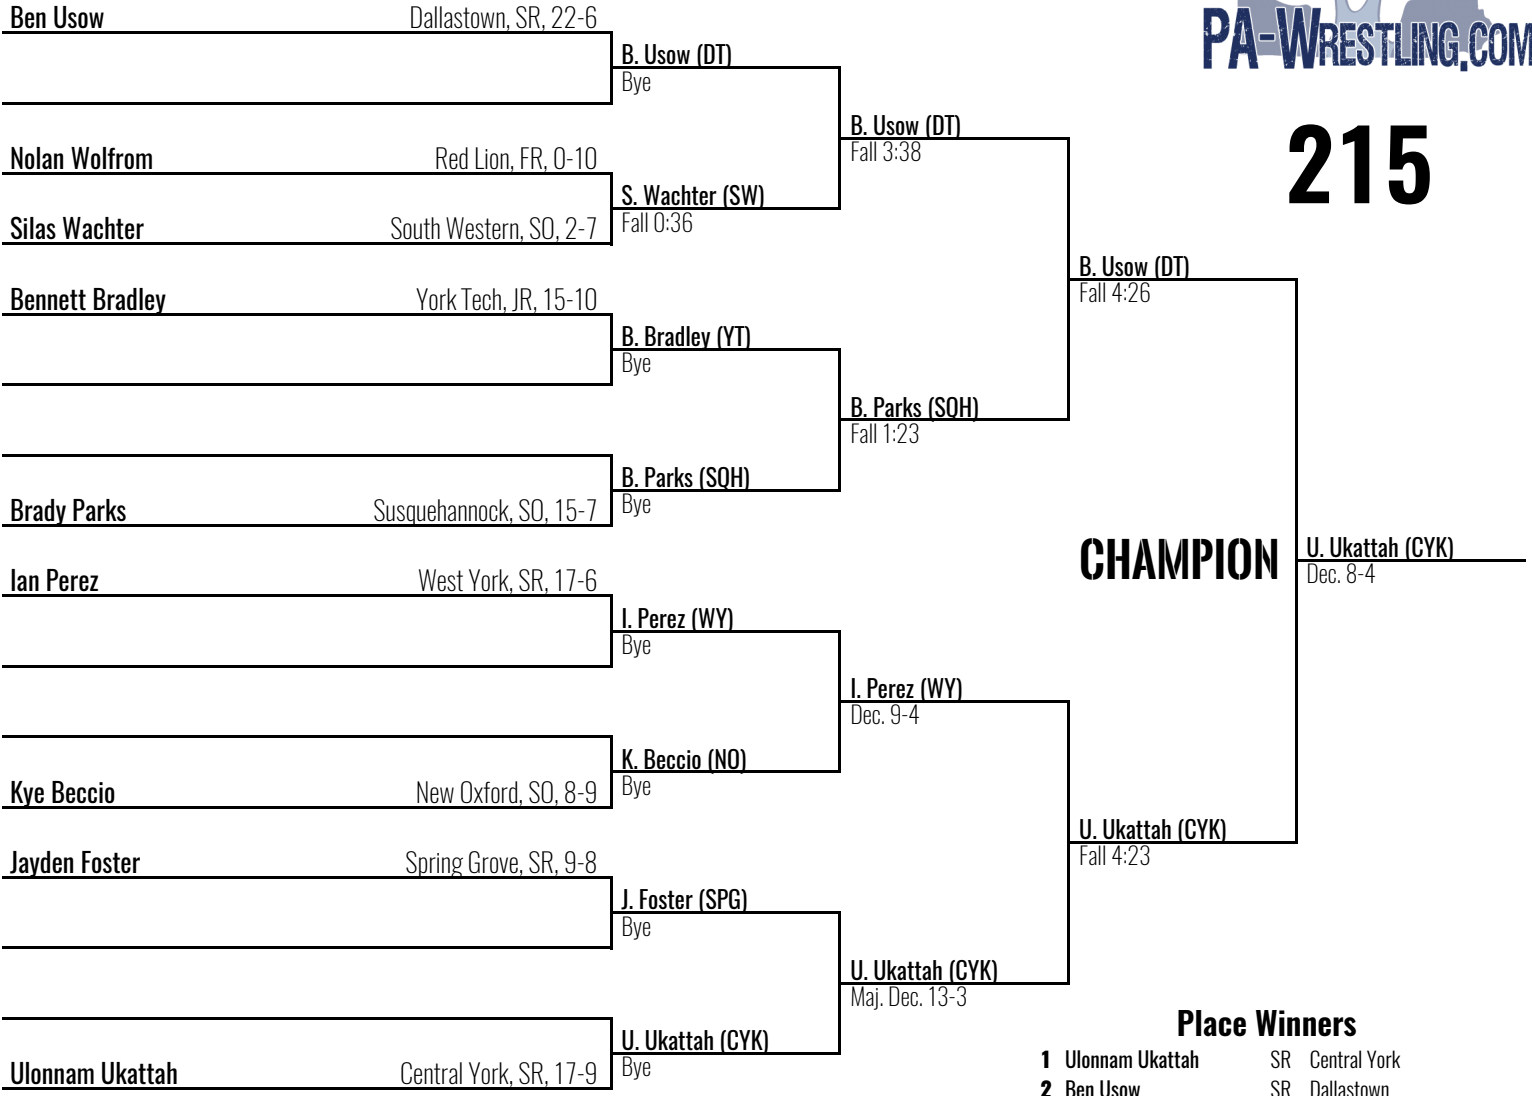 PA-WRESTLING.COM
215
Ben Usow Dallastown, SR, 22-6
B. Usow (DT)
Bye
B. Usow (DT)
Fall 3:38
Nolan Wolfrom Red Lion, FR, 0-10
S. Wachter (SW)
Fall 0:36
Silas Wachter South Western, SO, 2-7
B. Usow (DT)
Fall 4:26
Bennett Bradley York Tech, JR, 15-10
B. Bradley (YT)
Bye
B. Parks (SQH)
Fall 1:23
B. Parks (SQH)
Bye
Brady Parks Susquehannock, SO, 15-7
CHAMPION
U. Ukattah (CYK)
Dec. 8-4
Ian Perez West York, SR, 17-6
I. Perez (WY)
Bye
I. Perez (WY)
Dec. 9-4
K. Beccio (NO)
Bye
Kye Beccio New Oxford, SO, 8-9
U. Ukattah (CYK)
Fall 4:23
Jayden Foster Spring Grove, SR, 9-8
J. Foster (SPG)
Bye
U. Ukattah (CYK)
Maj. Dec. 13-3
U. Ukattah (CYK)
Bye
Ulonnam Ukattah Central York, SR, 17-9
Place Winners
1 Ulonnam Ukattah SR Central York
2 Ben Usow SR Dallastown